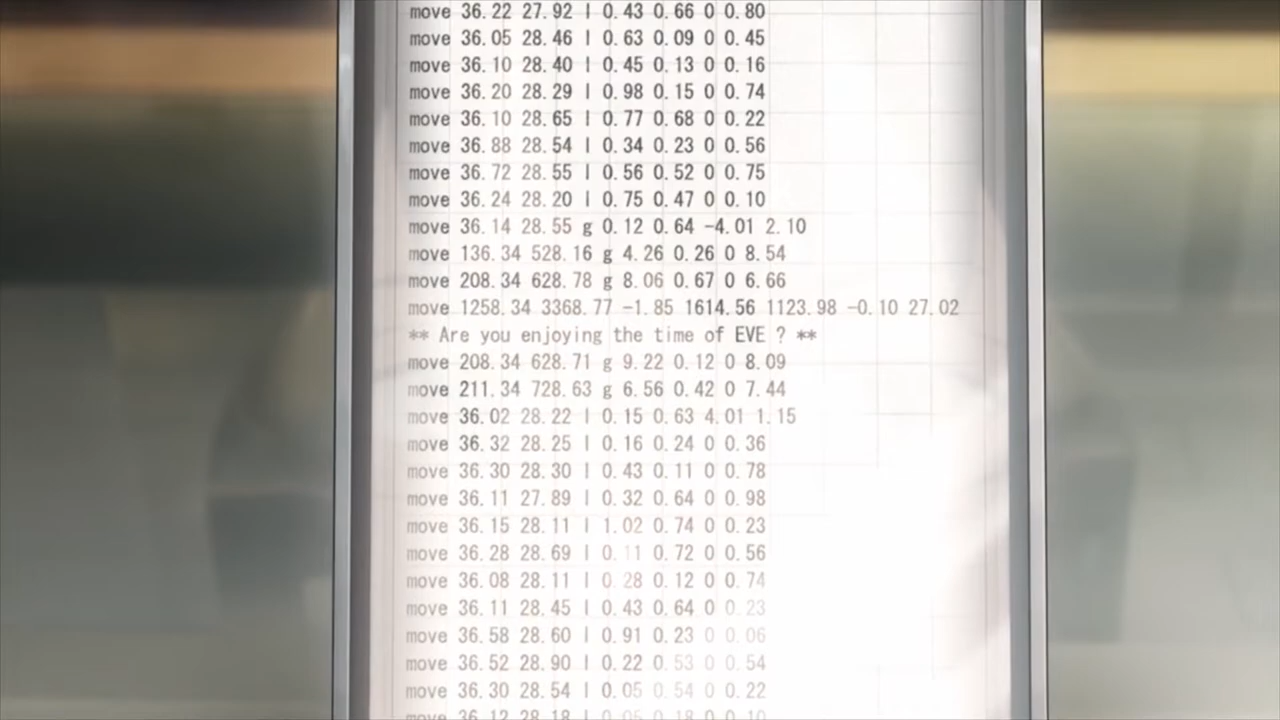 move 36.22 27.92 l 0.43 0.66 0 0.80
move 36.05 28.46 l 0.63 0.09 0 0.45
move 36.10 28.40 l 0.45 0.13 0 0.16
move 36.20 28.29 l 0.98 0.15 0 0.74
move 36.10 28.65 l 0.77 0.68 0 0.22
move 36.88 28.54 l 0.34 0.23 0 0.56
move 36.72 28.55 l 0.56 0.52 0 0.75
move 36.24 28.20 l 0.75 0.47 0 0.10
move 36.14 28.55 g 0.12 0.64 -4.01 2.10
move 136.34 528.16 g 4.26 0.26 0 8.54
move 208.34 628.78 g 8.06 0.67 0 6.66
move 1258.34 3368.77 -1.85 1614.56 1123.98 -0.10 27.02
** Are you enjoying the time of EVE ? **
move 208.34 628.71 g 9.22 0.12 0 8.09
move 211.34 728.63 g 6.56 0.42 0 7.44
move 36.02 28.22 l 0.15 0.63 4.01 1.15
move 36.32 28.25 l 0.16 0.24 0 0.36
move 36.30 28.30 l 0.43 0.11 0 0.78
move 36.11 27.89 l 0.32 0.64 0 0.98
move 36.15 28.11 l 1.02 0.74 0 0.23
move 36.28 28.69 l 0.11 0.72 0 0.56
move 36.08 28.11 l 0.28 0.12 0 0.74
move 36.11 28.45 l 0.43 0.64 0 0.23
move 36.58 28.60 l 0.91 0.23 0 0.06
move 36.52 28.90 l 0.22 0.53 0 0.54
move 36.30 28.54 l 0.05 0.54 0 0.22
move 36.12 28.18 l 0.05 0.18 0 0.10